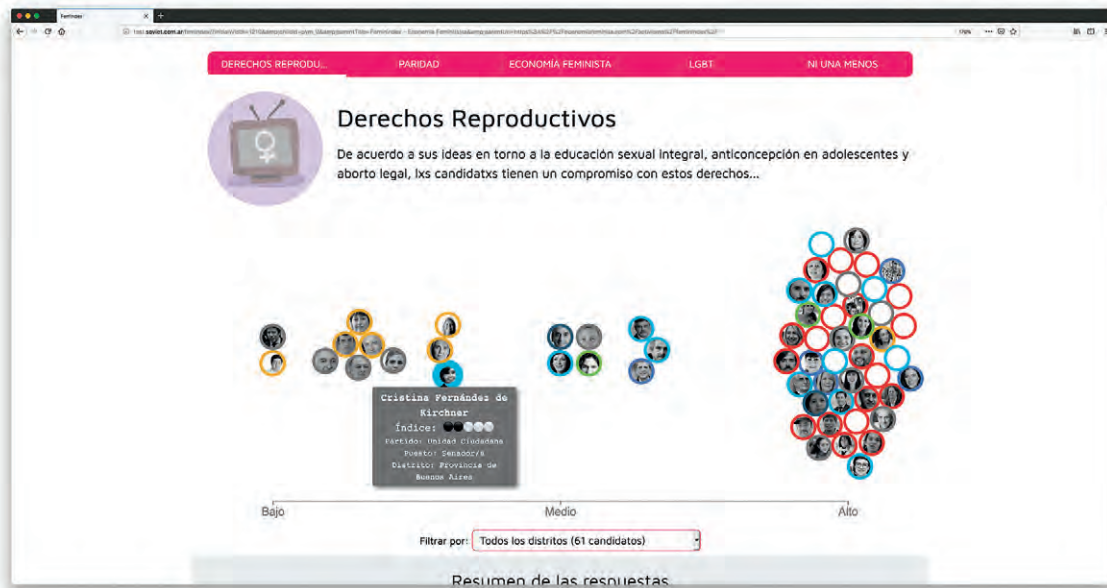 Femindex
DERECHOS REPRODU... PARIDAD ECONOMÍA FEMINISTA LGBT NI UNA MENOS
Derechos Reproductivos
De acuerdo a sus ideas en torno a la educación sexual integral, anticoncepción en adolescentes y
aborto legal, lxs candidatxs tienen un compromiso con estos derechos...
Cristina Fernández de
Kirchner
Índice:
Partido: Unidad Ciudadana
Puesto: Senador/a
Distrito: Provincia de
Buenos Aires
Bajo Medio Alto
Filtrar por: Todos los distritos (61 candidatos)
Resumen de las respuestas